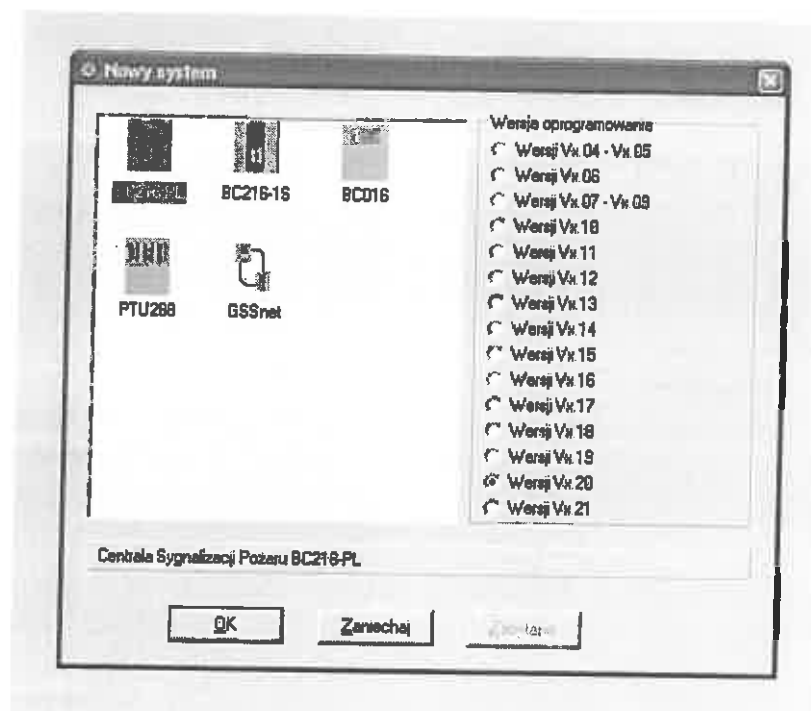 Nowy system
BC216-1S
BC016
PTU268
GSSnet
Wersja oprogramowania
Wersji Vx.04 - Vx.05
Wersji Vx.06
Wersji Vx.07 - Vx.09
Wersji Vx.10
Wersji Vx.11
Wersji Vx.12
Wersji Vx.13
Wersji Vx.14
Wersji Vx.15
Wersji Vx.16
Wersji Vx.17
Wersji Vx.18
Wersji Vx.19
Wersji Vx.20
Wersji Vx.21
Centrala Sygnalizacji Pożaru BC216-PL
OK
Zaniechaj